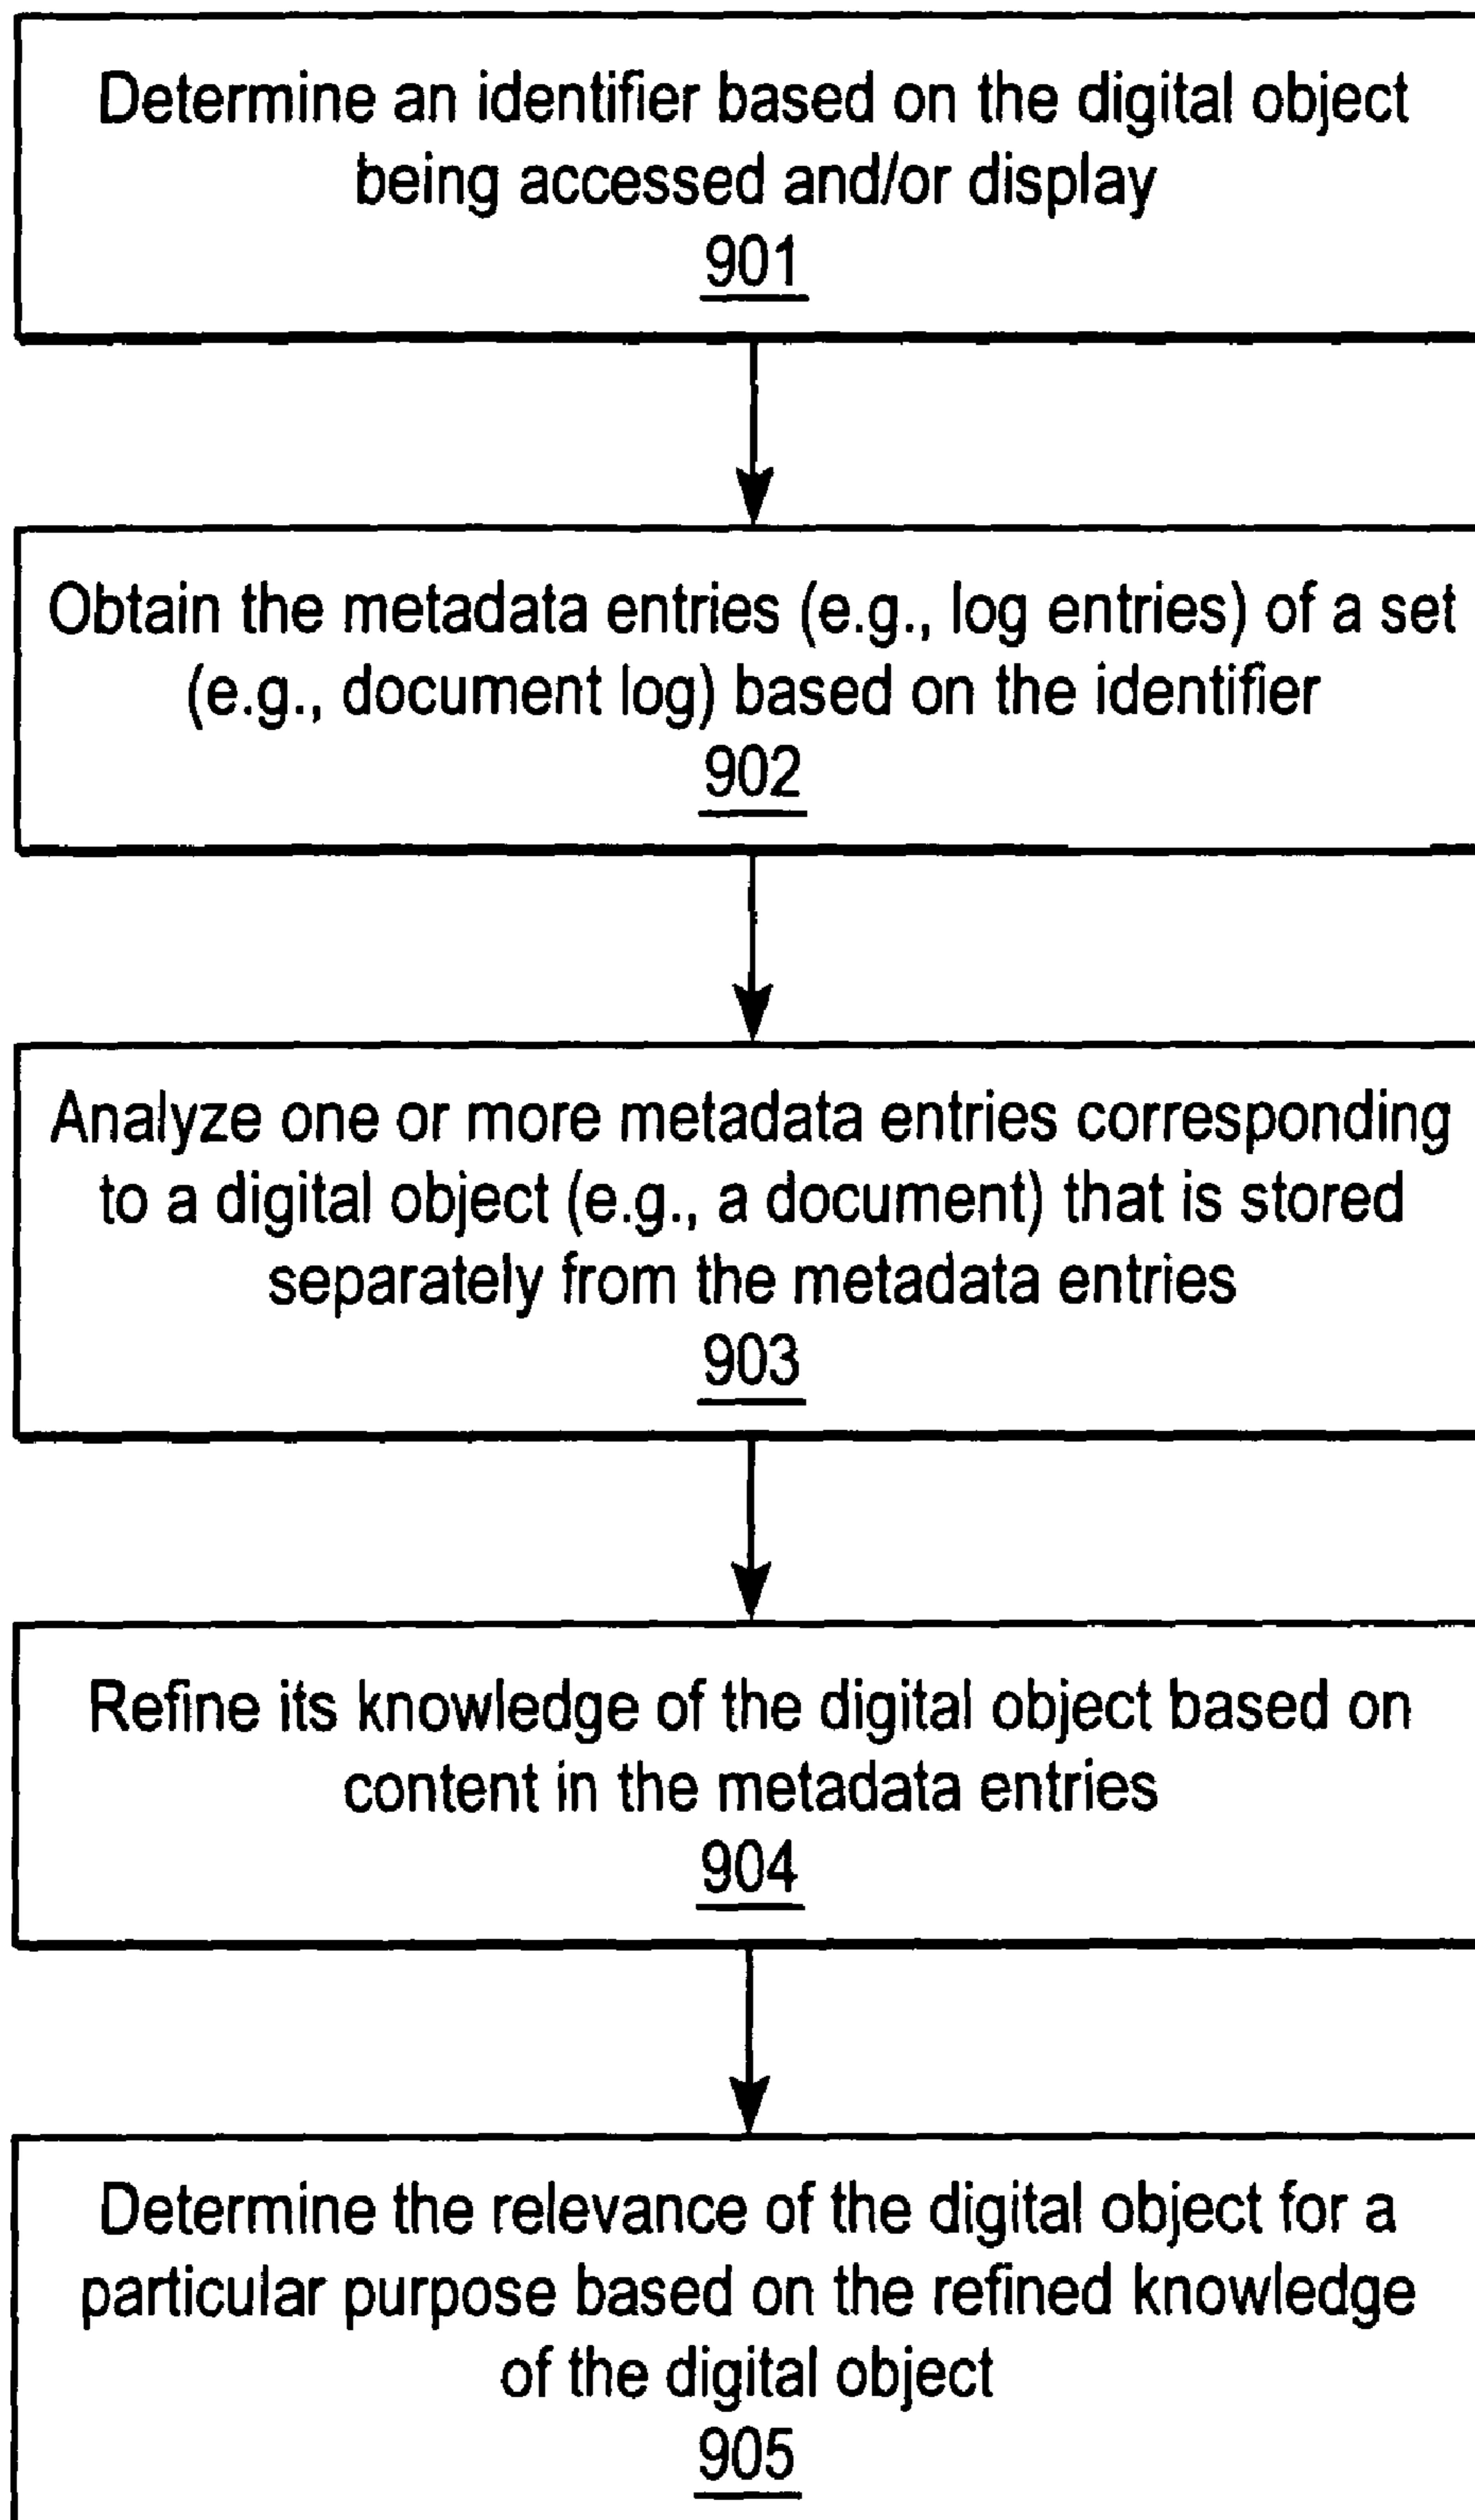 Determine an identifier based on the digital object
being accessed and/or display
901
Obtain the metadata entries (e.g., log entries) of a set
(e.g., document log) based on the identifier
902
Analyze one or more metadata entries corresponding
to a digital object (e.g., a document) that is stored
separately from the metadata entries
903
Refine its knowledge of the digital object based on
content in the metadata entries
904
Determine the relevance of the digital object for a
particular purpose based on the refined knowledge
of the digital object
905